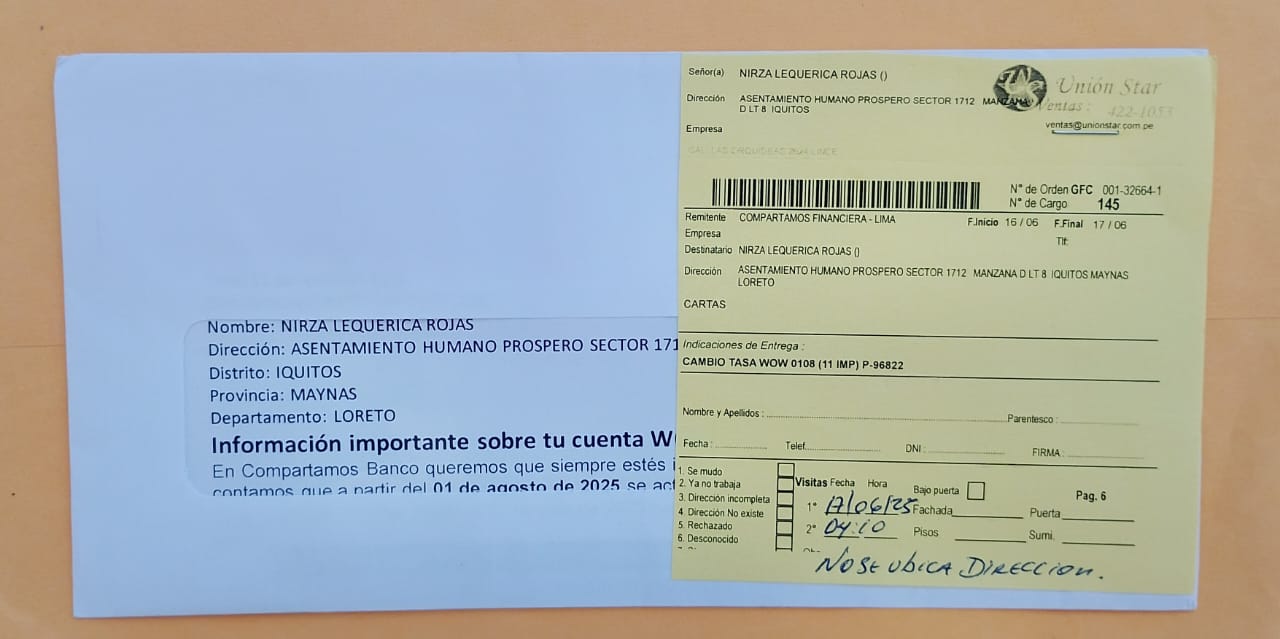 Nombre: NIRZA LEQUERICA ROJAS
Dirección: ASENTAMIENTO HUMANO PROSPERO SECTOR 171
Distrito: IQUITOS
Provincia: MAYNAS
Departamento: LORETO
Información importante sobre tu cuenta W
En Compartamos Banco queremos que siempre estés
contamos que a partir del 01 de agosto de 2025 se act
Señor(a) NIRZA LEQUERICA ROJAS ()
Dirección ASENTAMIENTO HUMANO PROSPERO SECTOR 1712 MANZANA
D LT 8 IQUITOS
Empresa
CAL. LAS ORQUIDEAS 2644 LINCE
Unión Star
Ventas: 422-1053
ventas@unionstar.com.pe
N° de Orden GFC 001-32664-1
N° de Cargo 145
Remitente COMPARTAMOS FINANCIERA - LIMA F.Inicio 16 / 06 F.Final 17 / 06
Empresa Tlf:
Destinatario NIRZA LEQUERICA ROJAS ()
Dirección ASENTAMIENTO HUMANO PROSPERO SECTOR 1712 MANZANA D LT 8 IQUITOS MAYNAS
LORETO
CARTAS
Indicaciones de Entrega :
CAMBIO TASA WOW 0108 (11 IMP) P-96822
Nombre y Apellidos : Parentesco :
Fecha : Telef. DNI : FIRMA :
1. Se mudo
2. Ya no trabaja
3. Dirección incompleta
4. Dirección No existe
5. Rechazado
6. Desconocido
Visitas Fecha Hora Bajo puerta Pag. 6
1° 17/06/25 Fachada Puerta
2° 04:10 Pisos Sumi.
NO SE UBICA DIRECCION.